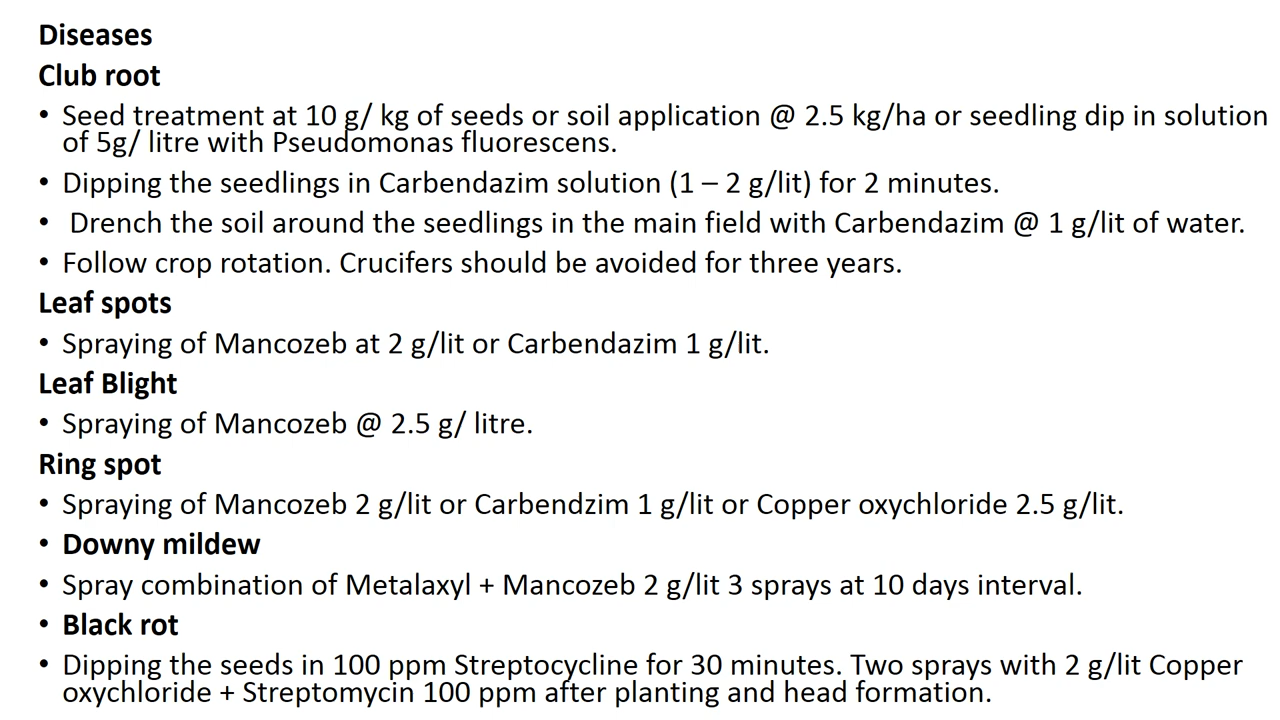 Diseases
Club root
• Seed treatment at 10 g/ kg of seeds or soil application @ 2.5 kg/ha or seedling dip in solution
of 5g/ litre with Pseudomonas fluorescens.
• Dipping the seedlings in Carbendazim solution (1 – 2 g/lit) for 2 minutes.
• Drench the soil around the seedlings in the main field with Carbendazim @ 1 g/lit of water.
• Follow crop rotation. Crucifers should be avoided for three years.
Leaf spots
• Spraying of Mancozeb at 2 g/lit or Carbendazim 1 g/lit.
Leaf Blight
• Spraying of Mancozeb @ 2.5 g/ litre.
Ring spot
• Spraying of Mancozeb 2 g/lit or Carbendzim 1 g/lit or Copper oxychloride 2.5 g/lit.
• Downy mildew
• Spray combination of Metalaxyl + Mancozeb 2 g/lit 3 sprays at 10 days interval.
• Black rot
• Dipping the seeds in 100 ppm Streptocycline for 30 minutes. Two sprays with 2 g/lit Copper
oxychloride + Streptomycin 100 ppm after planting and head formation.